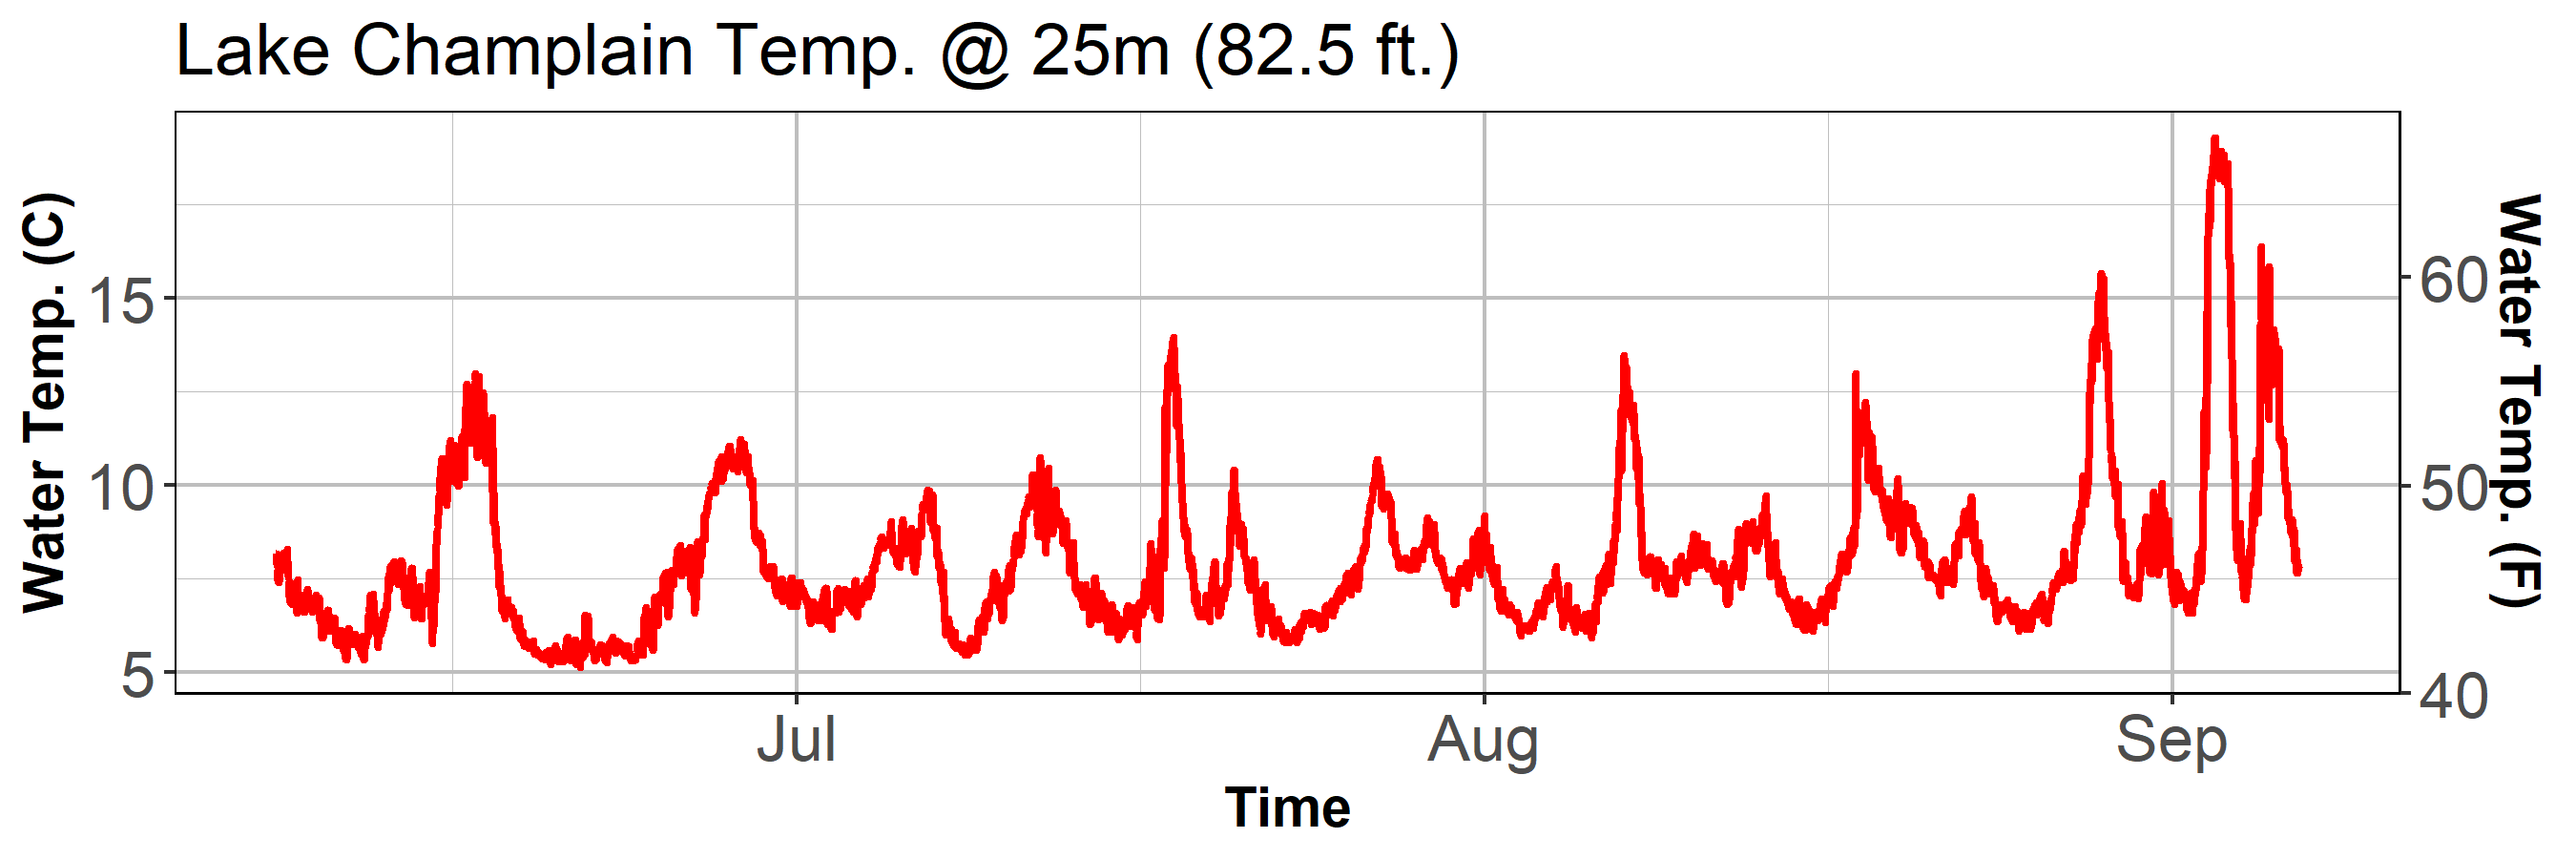 Lake Champlain Temp. @ 25m (82.5 ft.)
Water Temp. (C)
15
10
5
60
50
40
Water Temp. (F)
Jul
Aug
Sep
Time